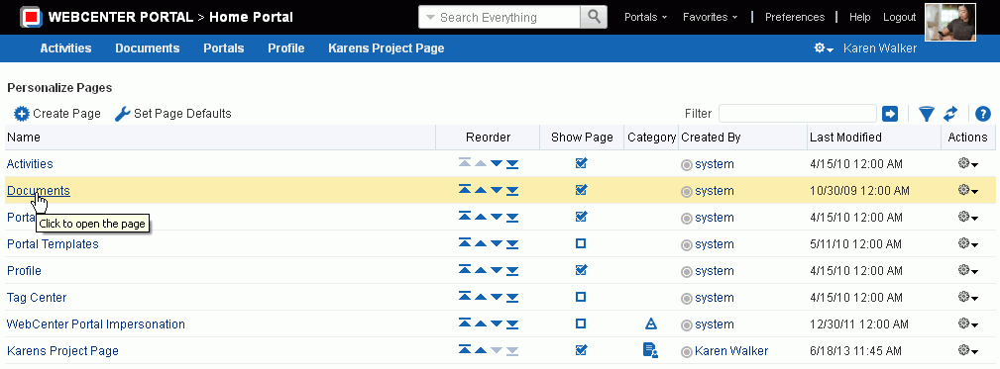 WEBCENTER PORTAL > Home Portal Search Everything Portals Favorites Preferences Help Logout
Activities Documents Portals Profile Karens Project Page Karen Walker
Personalize Pages
Create Page Set Page Defaults Filter
Name Reorder Show Page Category Created By Last Modified Actions
Activities system 4/15/10 12:00 AM
Documents system 10/30/09 12:00 AM
Porta system 4/15/10 12:00 AM
Click to open the page
Portal Templates system 5/11/10 12:00 AM
Profile system 4/15/10 12:00 AM
Tag Center system 4/15/10 12:00 AM
WebCenter Portal Impersonation system 12/30/11 12:00 AM
Karens Project Page Karen Walker 6/18/13 11:45 AM